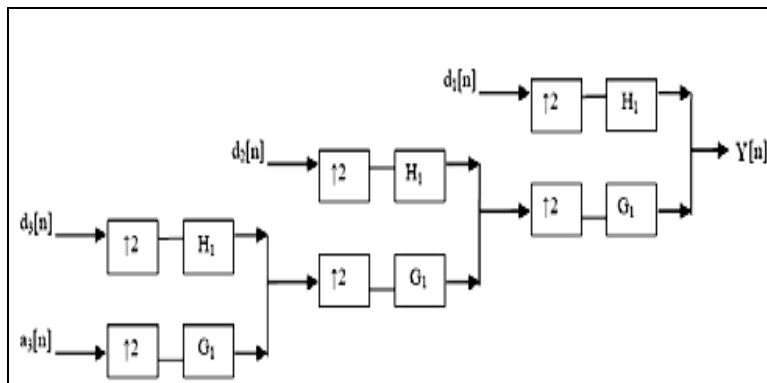 d₁[n]
↑2 H₁
d₂[n] Y[n]
↑2 H₁ ↑2 G₁
d₃[n]
↑2 H₁ ↑2 G₁
a₃[n] ↑2 G₁